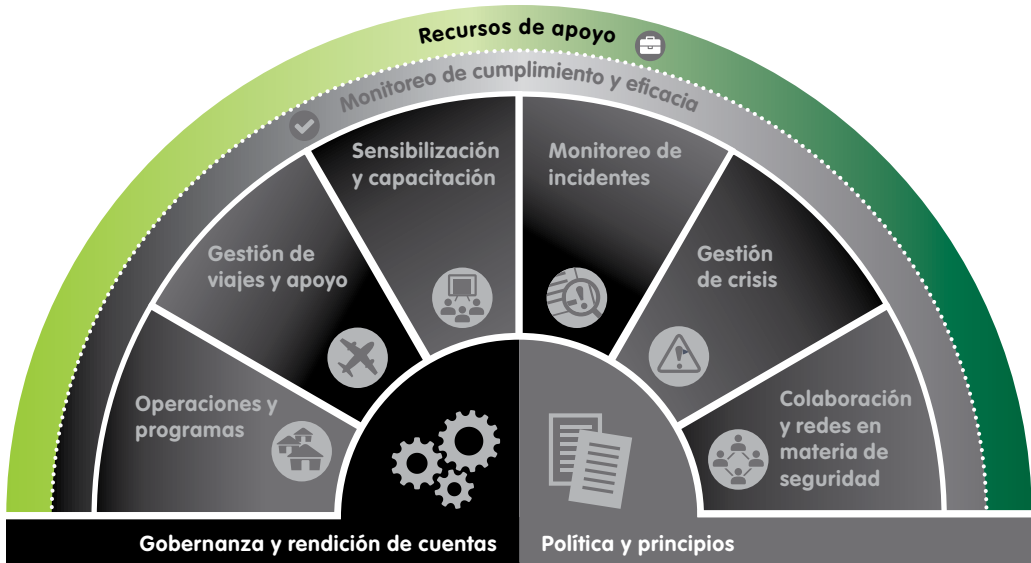 Recursos de apoyo
Monitoreo de cumplimiento y eficacia
Sensibilización
y capacitación
Monitoreo de
incidentes
Gestión de
viajes y apoyo
Gestión
de crisis
Operaciones y
programas
Colaboración
y redes en
materia de
seguridad
Gobernanza y rendición de cuentas
Política y principios